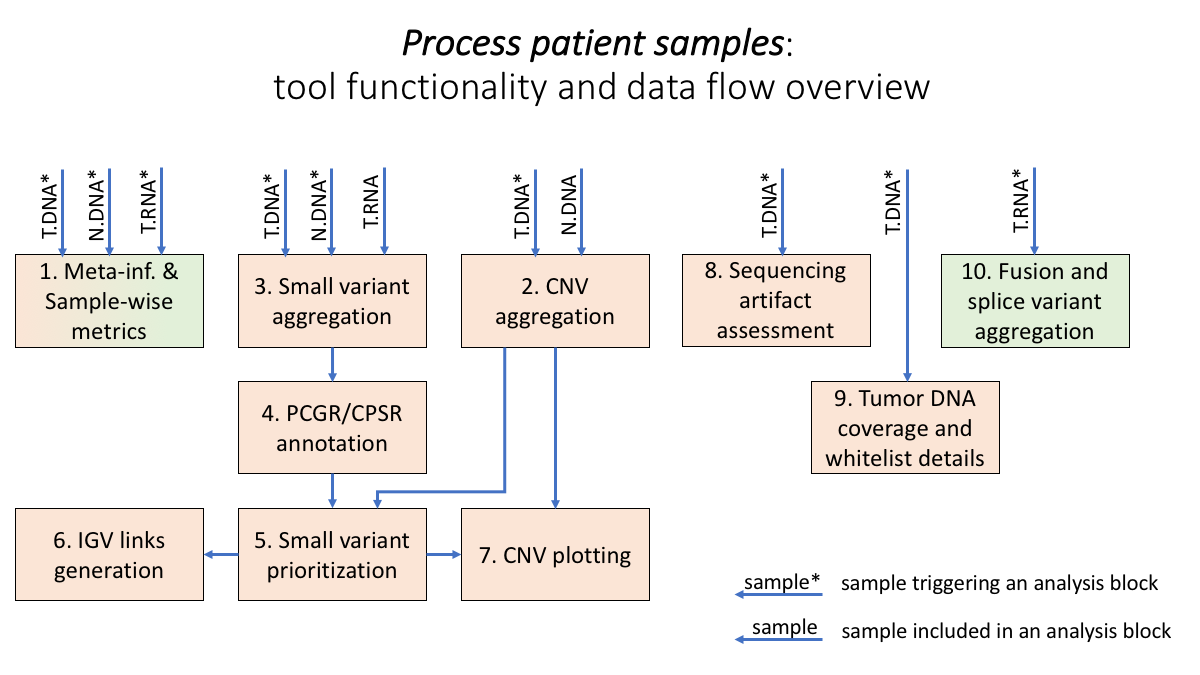 Process patient samples:
tool functionality and data flow overview
T.DNA*
N.DNA*
T.RNA*
T.DNA*
N.DNA*
T.RNA
T.DNA*
N.DNA
T.DNA*
T.DNA*
T.RNA*
1. Meta-inf. &
Sample-wise
metrics
3. Small variant
aggregation
2. CNV
aggregation
8. Sequencing
artifact
assessment
10. Fusion and
splice variant
aggregation
4. PCGR/CPSR
annotation
9. Tumor DNA
coverage and
whitelist details
6. IGV links
generation
5. Small variant
prioritization
7. CNV plotting
sample* sample triggering an analysis block
sample sample included in an analysis block